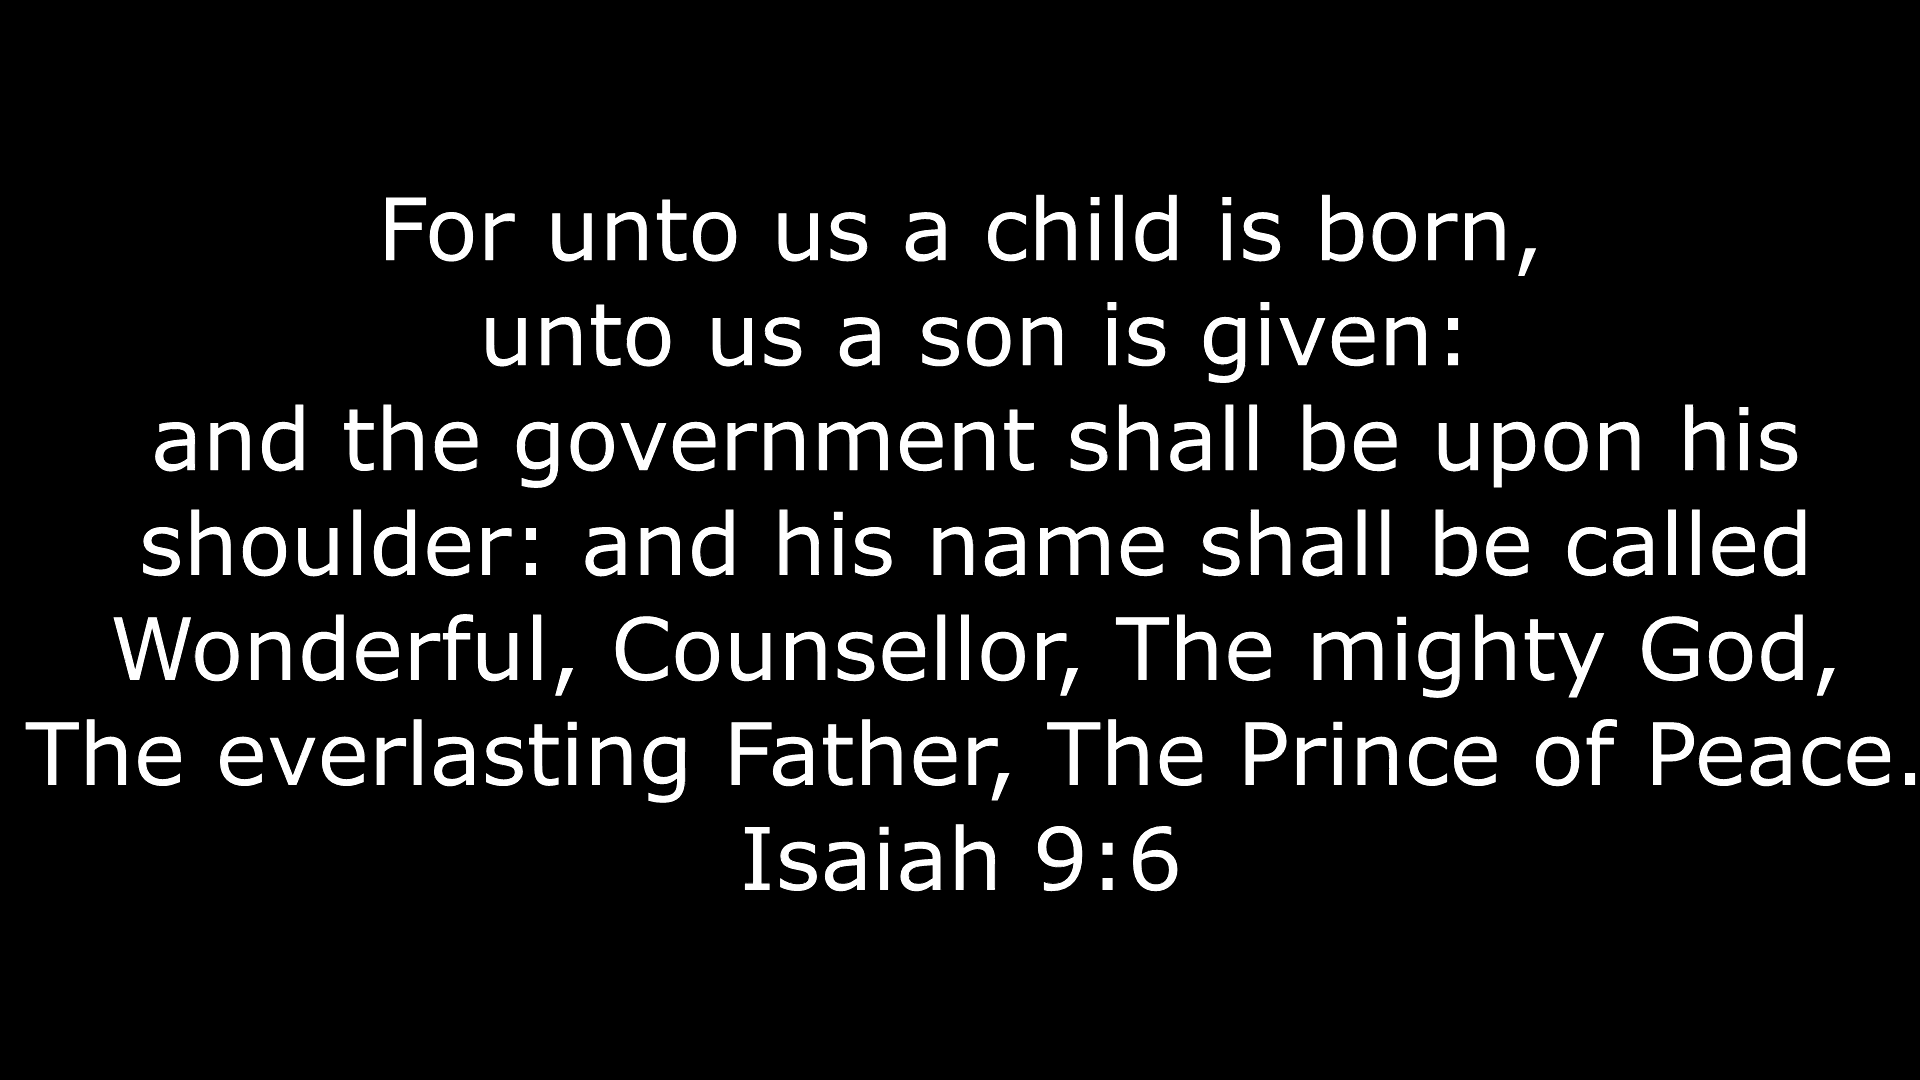 For unto us a child is born,
unto us a son is given:
and the government shall be upon his
shoulder: and his name shall be called
Wonderful, Counsellor, The mighty God,
The everlasting Father, The Prince of Peace.
Isaiah 9:6